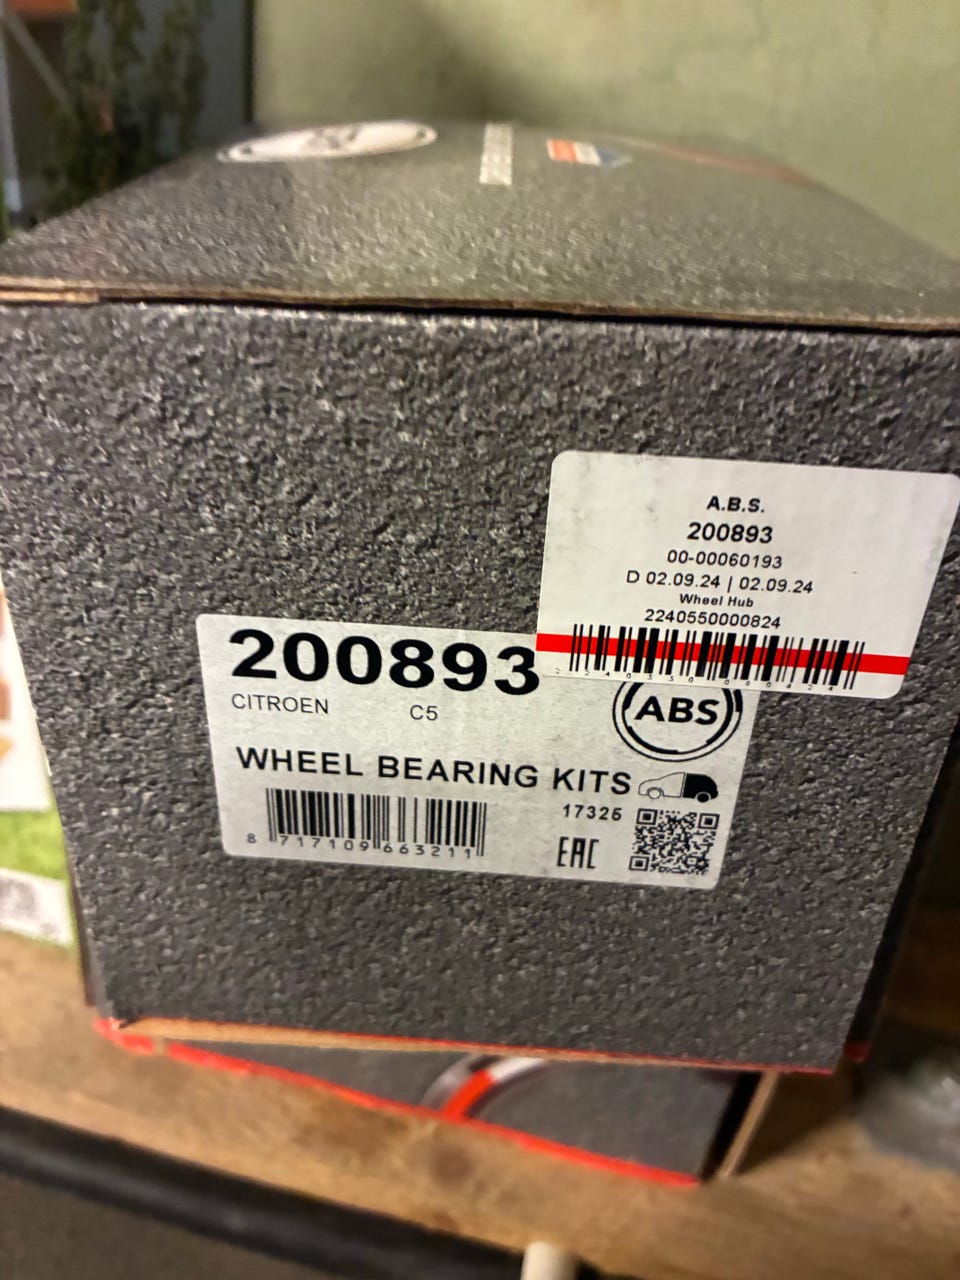 A.B.S.
200893
00-00060193
D 02.09.24 | 02.09.24
Wheel Hub
2240550000824
200893
CITROEN C5
ABS
WHEEL BEARING KITS
17325
8 717109 663211
EAC